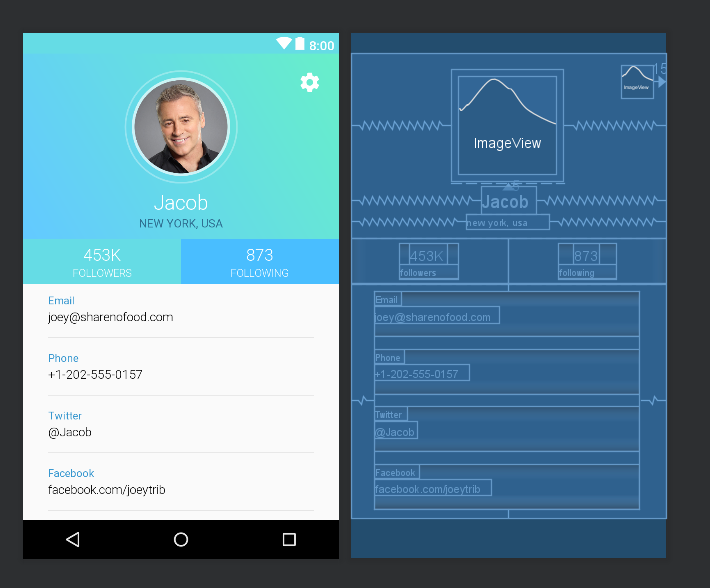 8:00
Jacob
NEW YORK, USA
453K
FOLLOWERS
873
FOLLOWING
Email
joey@sharenofood.com
Phone
+1-202-555-0157
Twitter
@Jacob
Facebook
facebook.com/joeytrib
15
ImageView
ImageView
Jacob
new york, usa
453K
followers
873
following
Email
joey@sharenofood.com
Phone
+1-202-555-0157
Twitter
@Jacob
Facebook
facebook.com/joeytrib